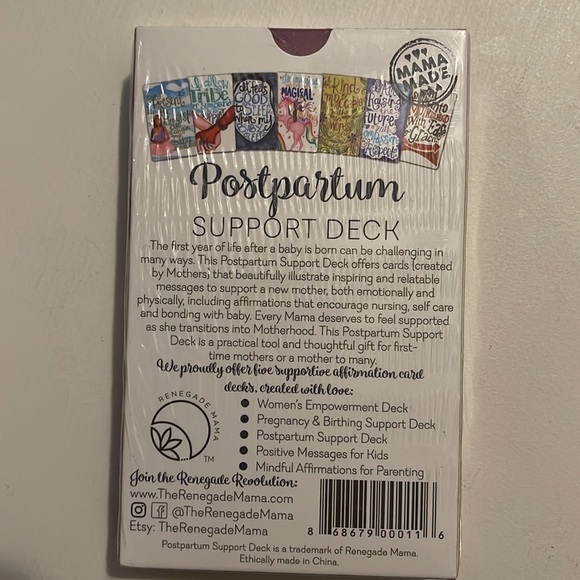 MAMA
MADE
MAGISAL
Postpartum
SUPPORT DECK
The first year of life after a baby is born can be challenging in
many ways. This Postpartum Support Deck offers cards (created
by Mothers) that beautifully illustrate inspiring and relatable
messages to support a new mother, both emotionally and
physically, including affirmations that encourage nursing, self care
and bonding with baby. Every Mama deserves to feel supported
as she transitions into Motherhood. This Postpartum Support
Deck is a practical tool and thoughtful gift for first-
time mothers or a mother to many.
We proudly offer five supportive affirmation card
decks, created with love:
RENEGADE MAMA
TM
Women's Empowerment Deck
Pregnancy & Birthing Support Deck
Postpartum Support Deck
Positive Messages for Kids
Mindful Affirmations for Parenting
Join the Renegade Revolution:
www.TheRenegadeMama.com
@TheRenegadeMama
Etsy: TheRenegadeMama
8 68679 00011 6
Postpartum Support Deck is a trademark of Renegade Mama.
Ethically made in China.